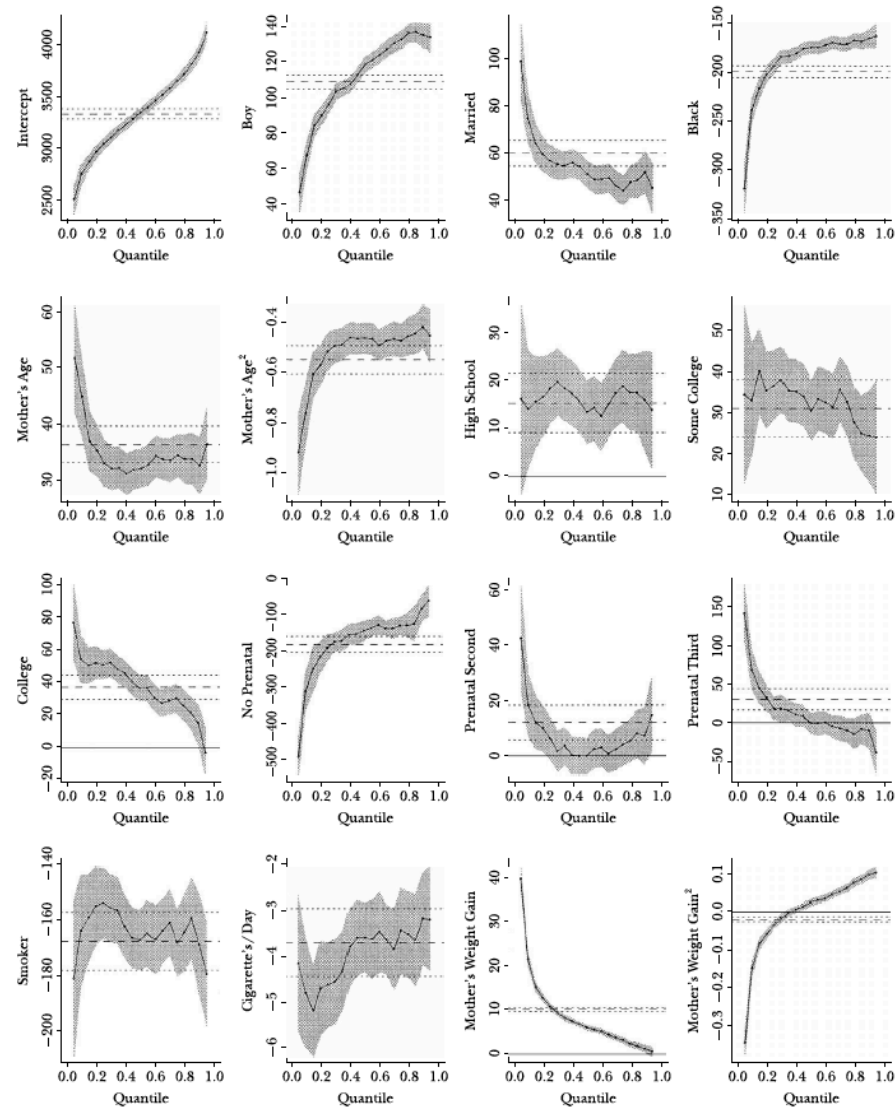 Intercept
2500 3000 3500 4000
0.0 0.2 0.4 0.6 0.8 1.0
Quantile
Boy
40 60 80 100 120 140
0.0 0.2 0.4 0.6 0.8 1.0
Quantile
Married
40 60 80 100
0.0 0.2 0.4 0.6 0.8 1.0
Quantile
Black
−350 −300 −250 −200 −150
0.0 0.2 0.4 0.6 0.8 1.0
Quantile
Mother's Age
30 40 50 60
0.0 0.2 0.4 0.6 0.8 1.0
Quantile
Mother's Age²
−1.0 −0.8 −0.6 −0.4
0.0 0.2 0.4 0.6 0.8 1.0
Quantile
High School
0 10 20 30
0.0 0.2 0.4 0.6 0.8 1.0
Quantile
Some College
10 20 30 40 50
0.0 0.2 0.4 0.6 0.8 1.0
Quantile
College
−20 0 20 40 60 80 100
0.0 0.2 0.4 0.6 0.8 1.0
Quantile
No Prenatal
−500 −400 −300 −200 −100 0
0.0 0.2 0.4 0.6 0.8 1.0
Quantile
Prenatal Second
0 20 40 60
0.0 0.2 0.4 0.6 0.8 1.0
Quantile
Prenatal Third
−50 0 50 100 150
0.0 0.2 0.4 0.6 0.8 1.0
Quantile
Smoker
−200 −180 −160 −140
0.0 0.2 0.4 0.6 0.8 1.0
Quantile
Cigarette's/Day
−6 −5 −4 −3 −2
0.0 0.2 0.4 0.6 0.8 1.0
Quantile
Mother's Weight Gain
0 10 20 30 40
0.0 0.2 0.4 0.6 0.8 1.0
Quantile
Mother's Weight Gain²
−0.3 0.2 0.1 0.0 0.1
0.0 0.2 0.4 0.6 0.8 1.0
Quantile